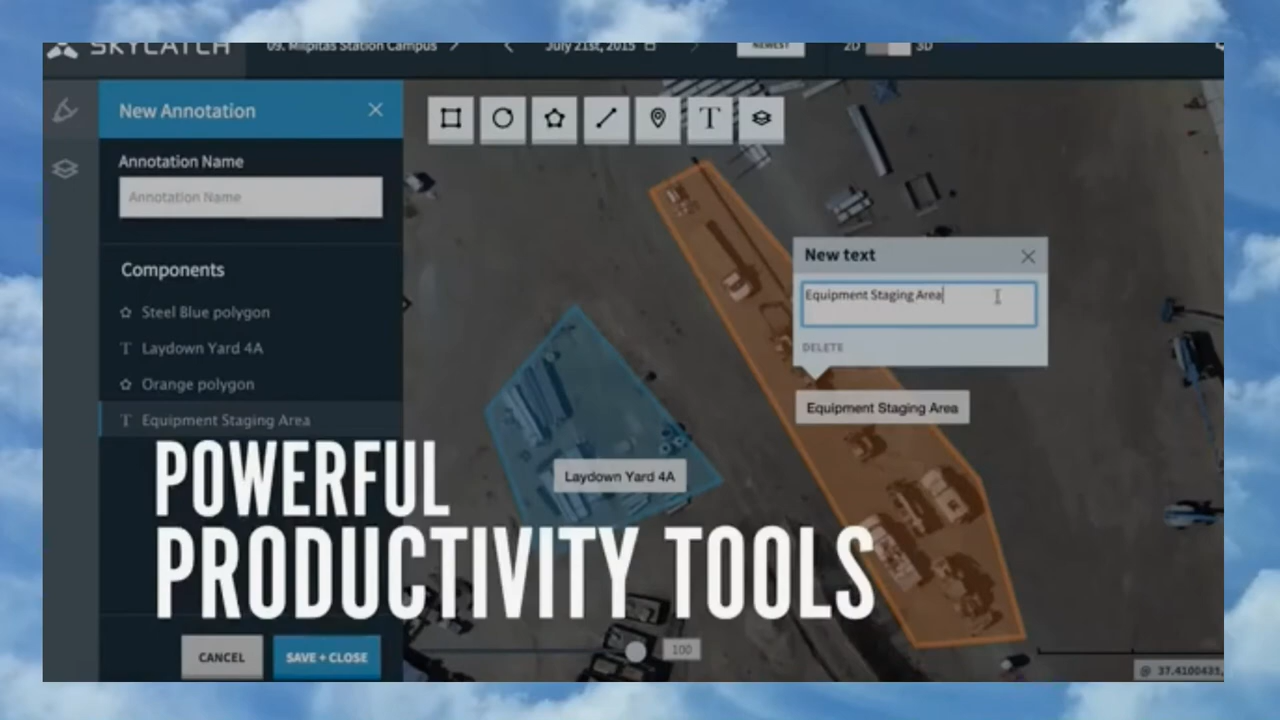 SKYCATCH
09. Milpitas Station Campus
July 21st, 2015
NEWEST
2D
3D
New Annotation
Annotation Name
Annotation Name
Components
Steel Blue polygon
Laydown Yard 4A
Orange polygon
Equipment Staging Area
T
New text
Equipment Staging Area
DELETE
Equipment Staging Area
Laydown Yard 4A
POWERFUL
PRODUCTIVITY TOOLS
CANCEL
SAVE + CLOSE
100
37.4100431,